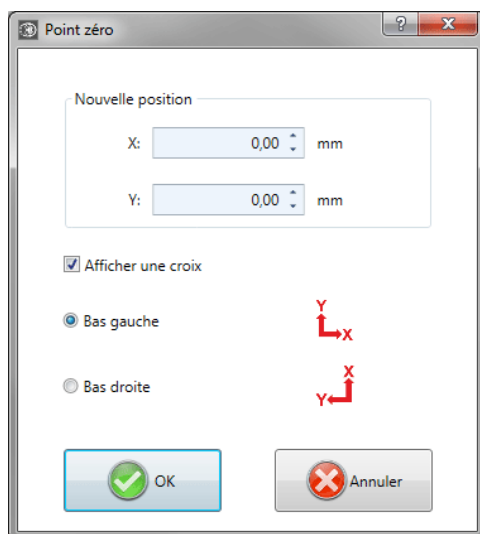 Point zéro
?
Nouvelle position
X: 0,00 mm
Y: 0,00 mm
Afficher une croix
Bas gauche
Y
X
Bas droite
X
Y
OK
Annuler